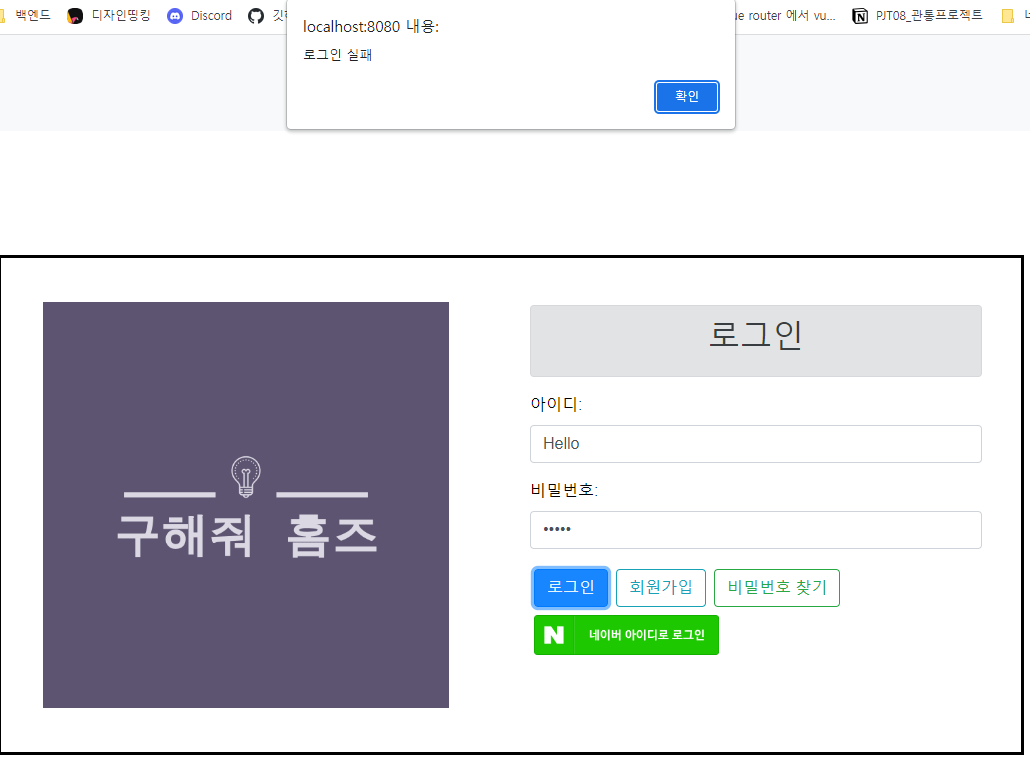 백엔드 디자인띵킹 Discord router 에서 vu... PJT08_관통프로젝트
localhost:8080 내용:
로그인 실패
확인
구해줘 홈즈
로그인
아이디:
Hello
비밀번호:
•••••
로그인 회원가입 비밀번호 찾기
N 네이버 아이디로 로그인